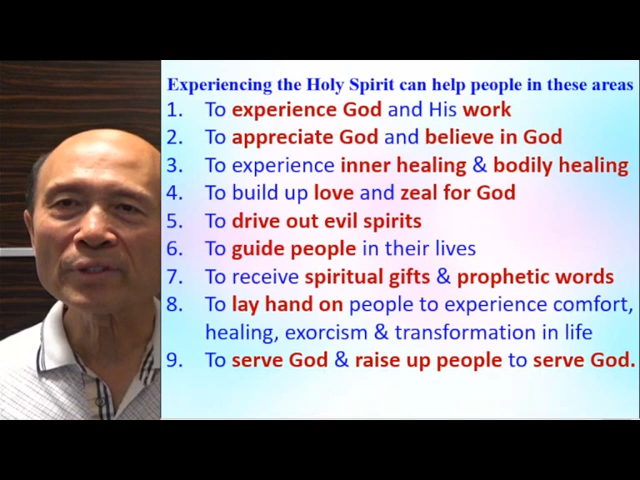 Experiencing the Holy Spirit can help people in these areas
1. To experience God and His work
2. To appreciate God and believe in God
3. To experience inner healing & bodily healing
4. To build up love and zeal for God
5. To drive out evil spirits
6. To guide people in their lives
7. To receive spiritual gifts & prophetic words
8. To lay hand on people to experience comfort,
healing, exorcism & transformation in life
9. To serve God & raise up people to serve God.